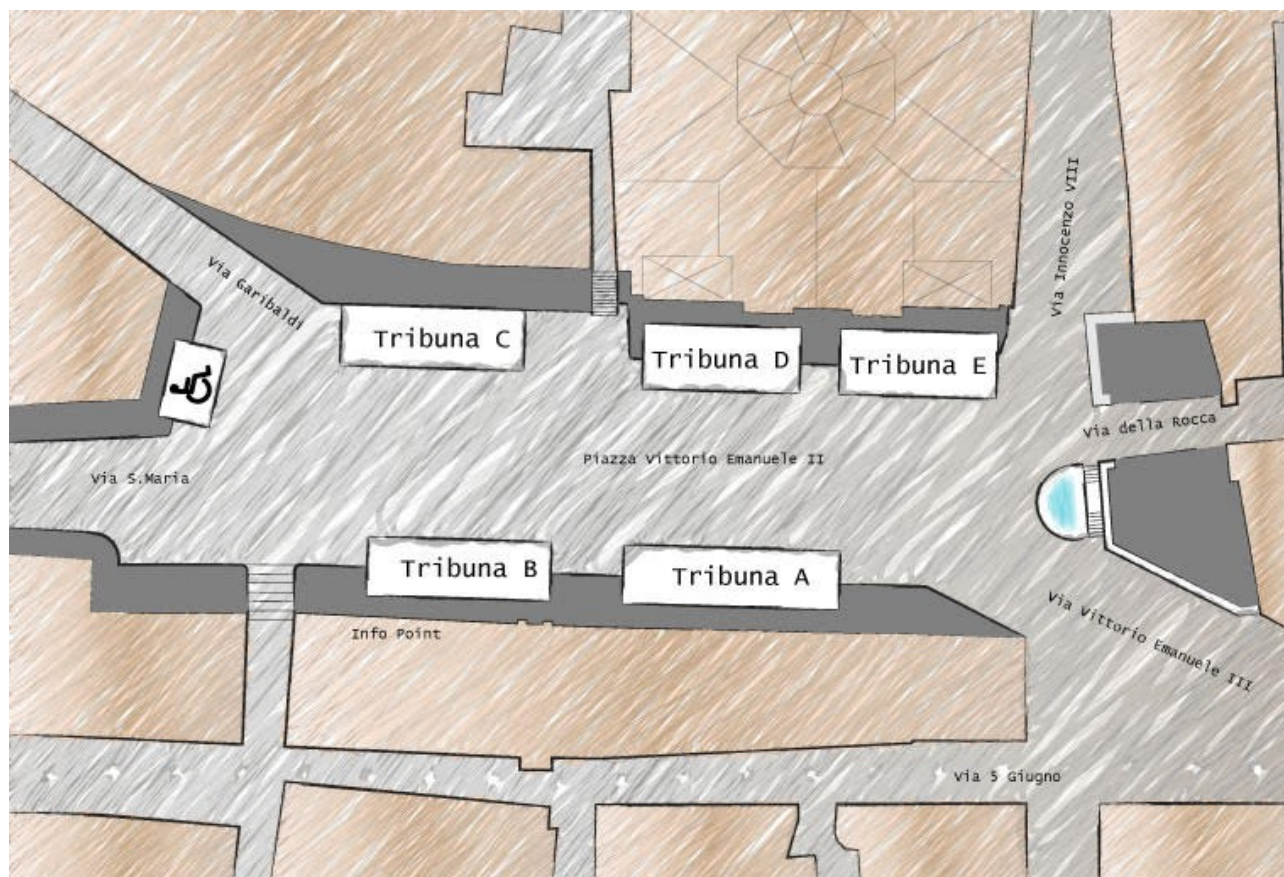 Via Innocenzo VIII
Via Garibaldi
Tribuna C
Tribuna D
Tribuna E
Via della Rocca
Piazza Vittorio Emanuele II
Via S.Maria
Tribuna B
Tribuna A
Via Vittorio Emanuele III
Info Point
Via 5 Giugno